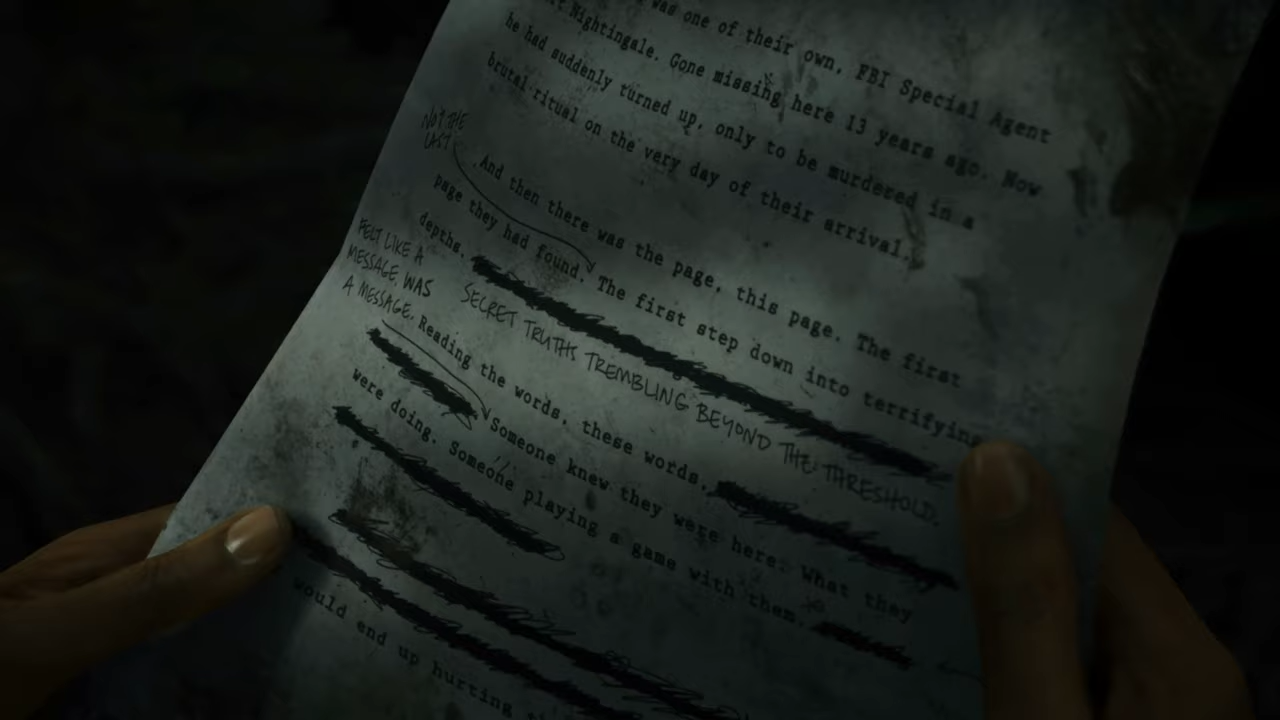 was one of their own, FBI Special Agent
Nightingale. Gone missing here 13 years ago. Now
he had suddenly turned up, only to be murdered in a
brutal ritual on the very day of their arrival.
NOT THE
LAST
And then there was the page, this page. The first
page they had found. The first step down into terrifying
depths.
SECRET TRUTHS TREMBLING BEYOND THE THRESHOLD.
FELT LIKE A
MESSAGE, WAS
A MESSAGE.
Reading the words, these words.
Someone knew they were here. What they
were doing. Someone playing a game with them.
would end up hurting